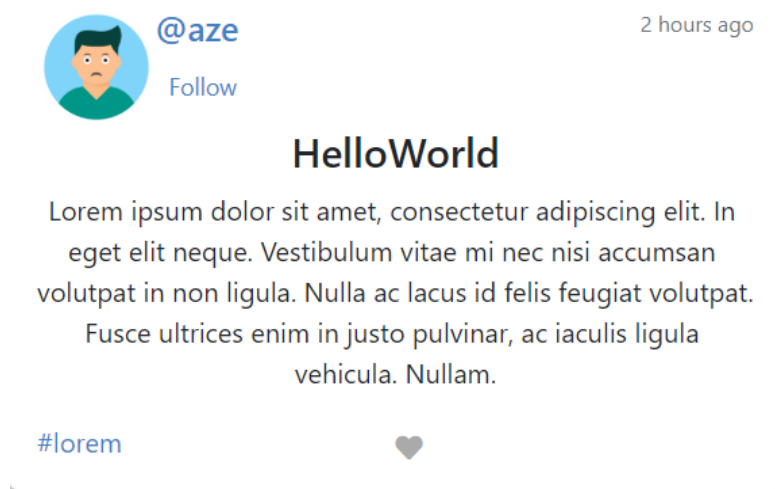 @aze
2 hours ago
Follow
HelloWorld
Lorem ipsum dolor sit amet, consectetur adipiscing elit. In
eget elit neque. Vestibulum vitae mi nec nisi accumsan
volutpat in non ligula. Nulla ac lacus id felis feugiat volutpat.
Fusce ultrices enim in justo pulvinar, ac iaculis ligula
vehicula. Nullam.
#lorem